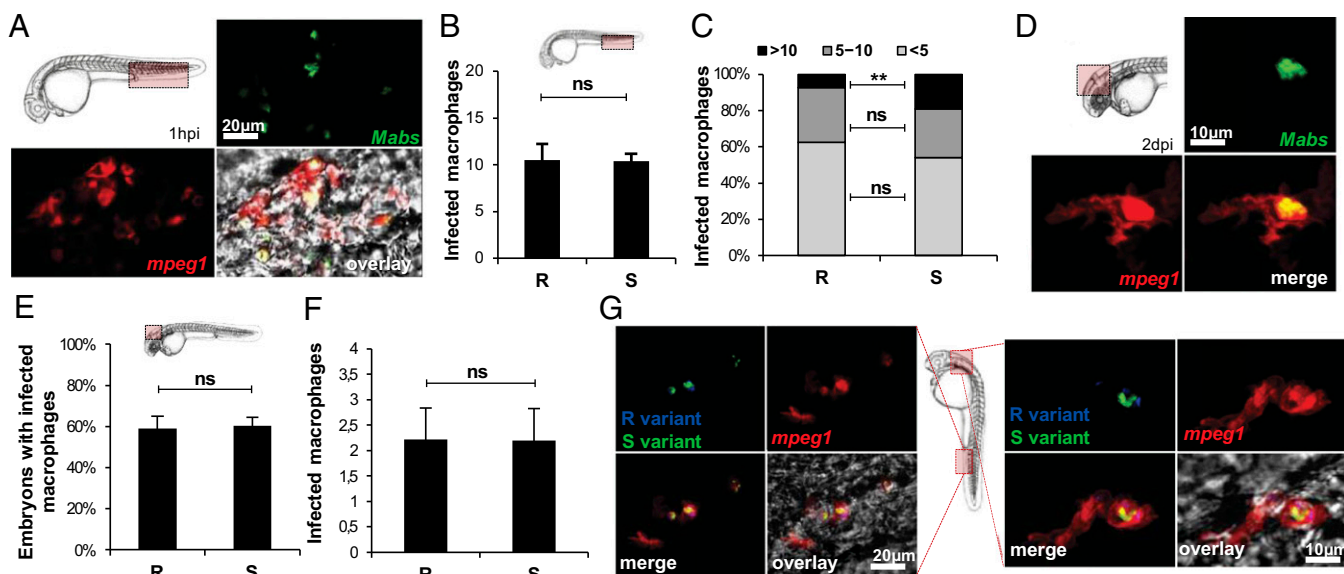 A
1hpi
20µm
Mabs
mpeg1
overlay
B
Infected macrophages
20
15
10
5
0
ns
R
S
C
>10
5–10
<5
Infected macrophages
100%
80%
60%
40%
20%
0%
**
ns
ns
R
S
D
2dpi
10µm
Mabs
mpeg1
merge
E
Embryons with infected
macrophages
100%
80%
60%
40%
20%
0%
ns
R
S
F
Infected macrophages
4
3,5
3
2,5
2
1,5
1
0,5
0
ns
R
S
G
R variant
S variant
mpeg1
merge
overlay
20µm
R variant
S variant
mpeg1
merge
overlay
10µm